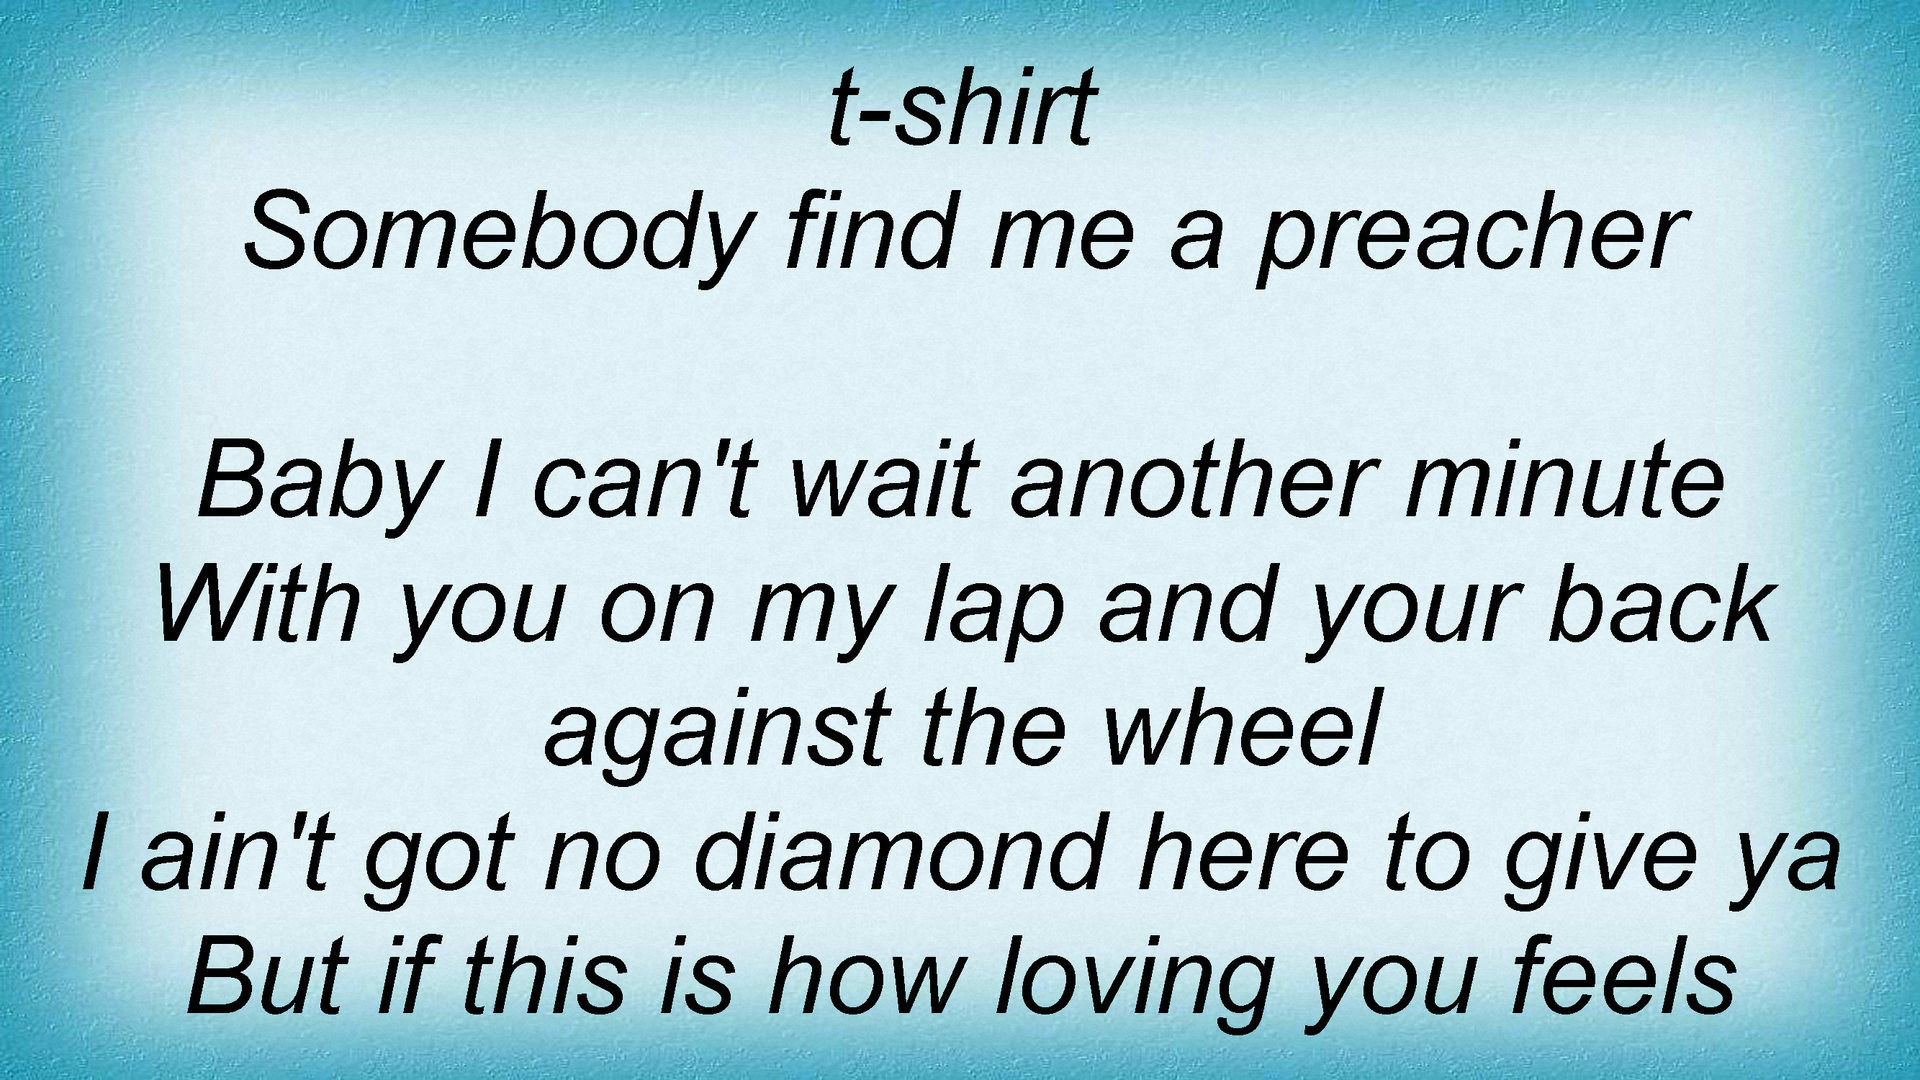 t-shirt
Somebody find me a preacher
Baby I can't wait another minute
With you on my lap and your back
against the wheel
I ain't got no diamond here to give ya
But if this is how loving you feels